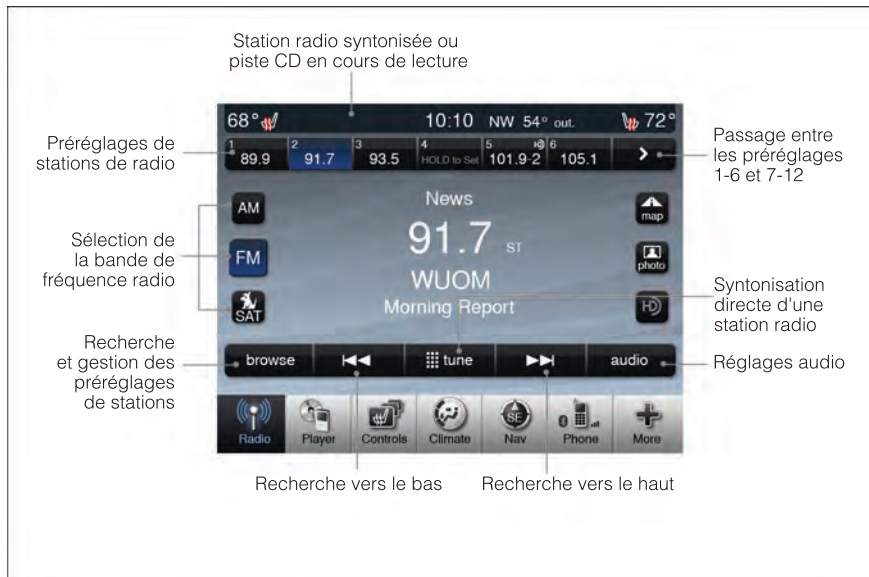 Station radio syntonisée ou
piste CD en cours de lecture
68° 10:10 NW 54° out. 72°
Préréglages de
stations de radio
1 89.9 2 91.7 3 93.5 4 HOLD to Set 5 101.9-2 HD 6 105.1 >
Passage entre
les préréglages
1-6 et 7-12
Sélection de
la bande de
fréquence radio
AM
FM
SAT
News
91.7 ST
WUOM
Morning Report
map
photo
HD
Syntonisation
directe d'une
station radio
Recherche
et gestion des
préréglages
de stations
browse tune audio
Réglages audio
Radio Player Controls Climate SE Nav Phone More
Recherche vers le bas Recherche vers le haut